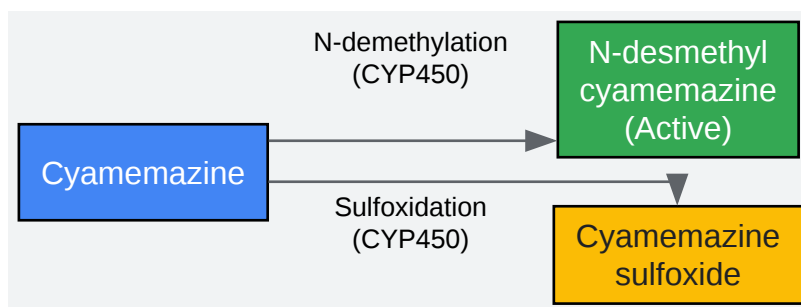 Cyamemazine
N-demethylation
(CYP450)
N-desmethyl
cyamemazine
(Active)
Sulfoxidation
(CYP450)
Cyamemazine
sulfoxide